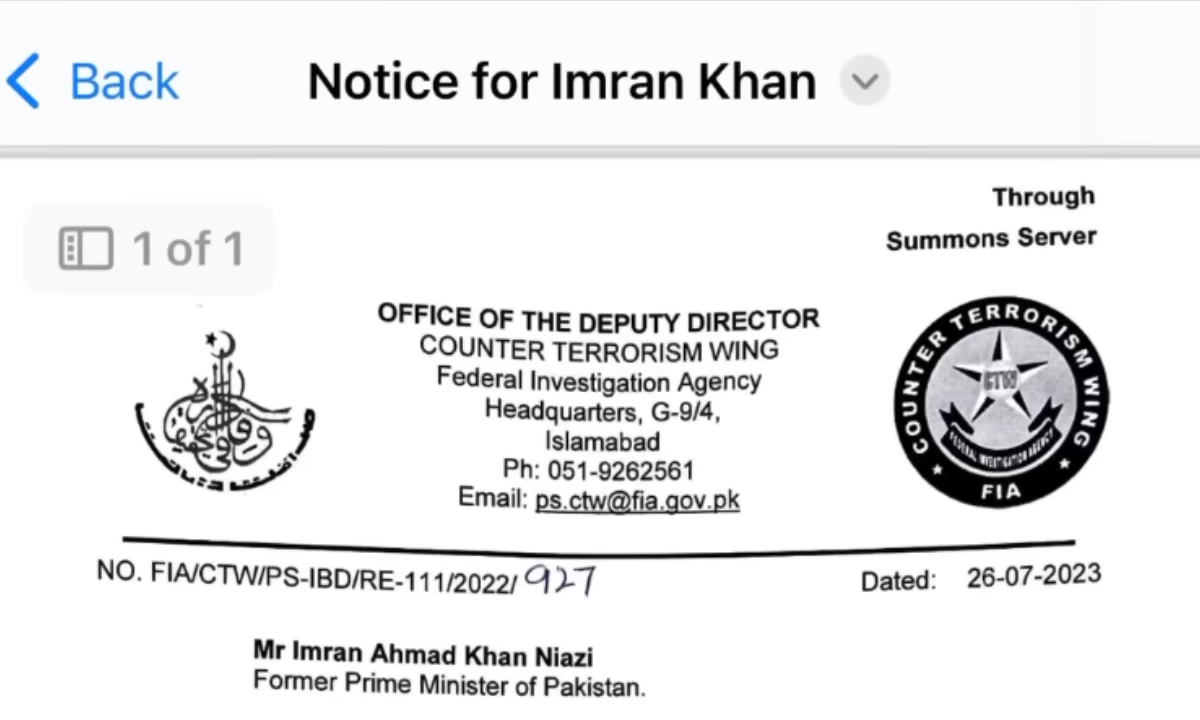 Back
Notice for Imran Khan
Through
Summons Server
1 of 1
OFFICE OF THE DEPUTY DIRECTOR
COUNTER TERRORISM WING
Federal Investigation Agency
Headquarters, G-9/4,
Islamabad
Ph: 051-9262561
Email: ps.ctw@fia.gov.pk
COUNTER TERRORISM WING
CTW
FEDERAL INVESTIGATION AGENCY
FIA
NO. FIA/CTW/PS-IBD/RE-111/2022/ 927
Dated: 26-07-2023
Mr Imran Ahmad Khan Niazi
Former Prime Minister of Pakistan.